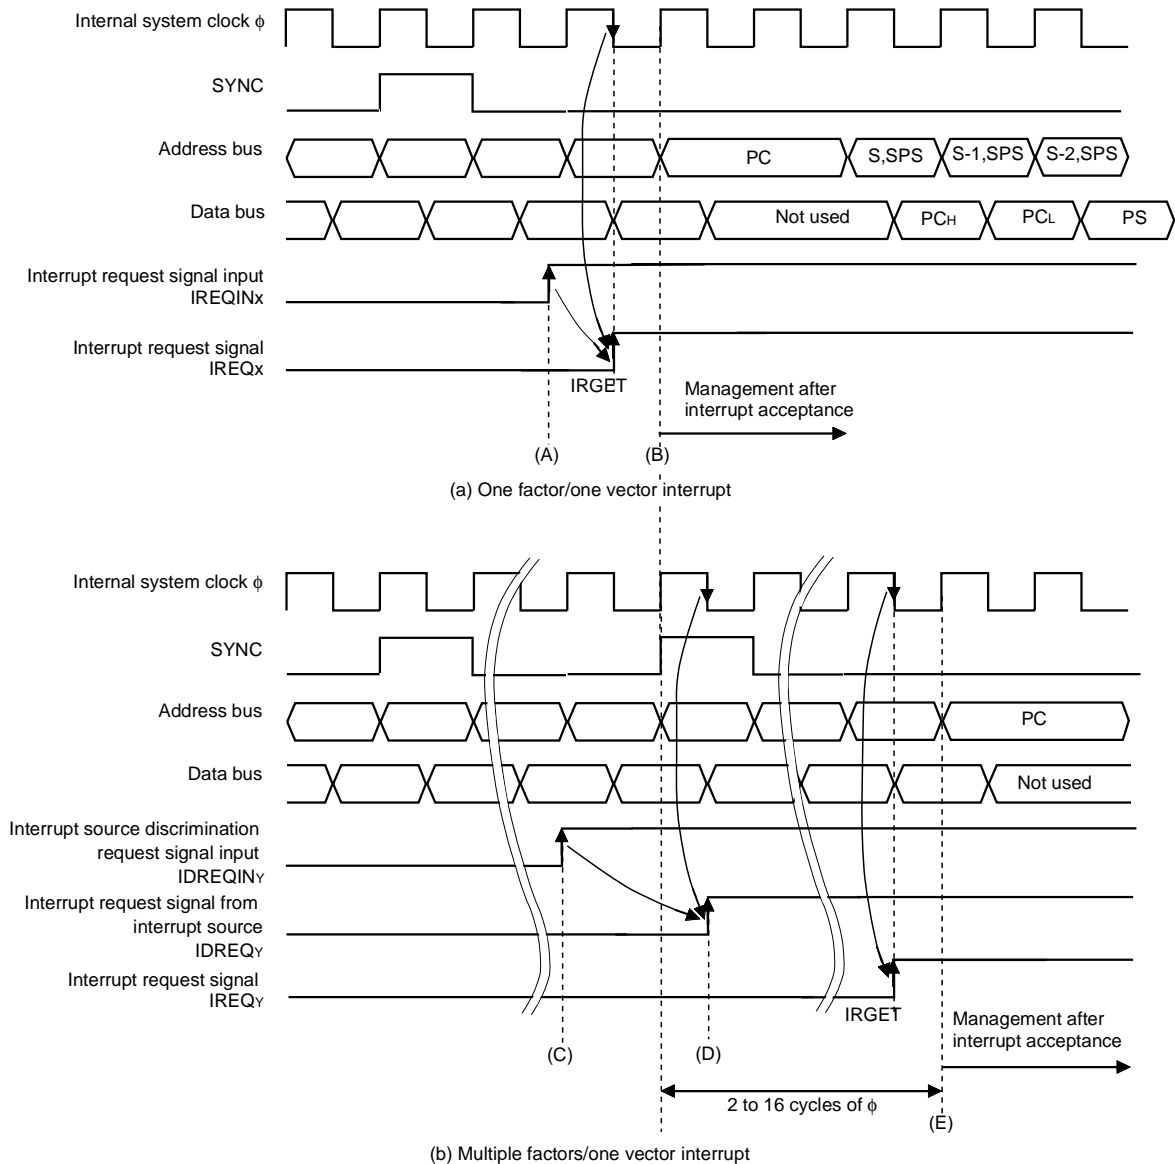 Internal system clock ϕ
SYNC
Address bus
PC
S,SPS
S-1,SPS
S-2,SPS
Data bus
Not used
PCH
PCL
PS
Interrupt request signal input
IREQINx
Interrupt request signal
IREQx
IRGET
Management after
interrupt acceptance
(A)
(B)
(a) One factor/one vector interrupt
Internal system clock ϕ
SYNC
Address bus
PC
Data bus
Not used
Interrupt source discrimination
request signal input
IDREQINY
Interrupt request signal from
interrupt source
IDREQY
Interrupt request signal
IREQY
IRGET
Management after
interrupt acceptance
(C)
(D)
2 to 16 cycles of ϕ
(E)
(b) Multiple factors/one vector interrupt